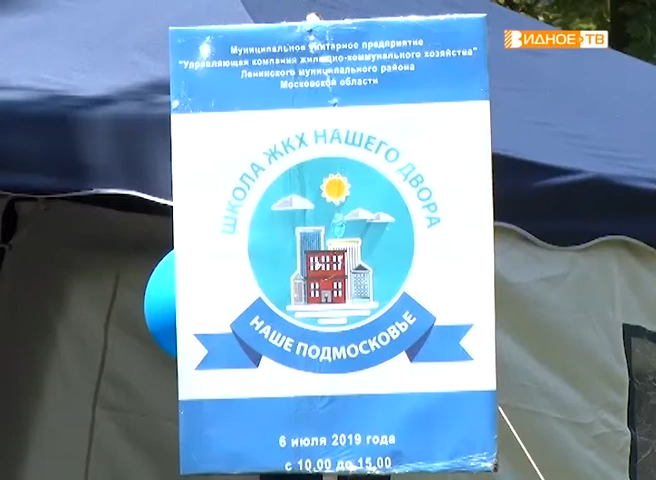 ВИДНОЕ-ТВ
Муниципальное унитарное предприятие
"Управляющая компания жилищно-коммунального хозяйства"
Ленинского муниципального района
Московской области
ШКОЛА ЖКХ НАШЕГО ДВОРА
НАШЕ ПОДМОСКОВЬЕ
6 июля 2019 года
с 10.00 до 15.00